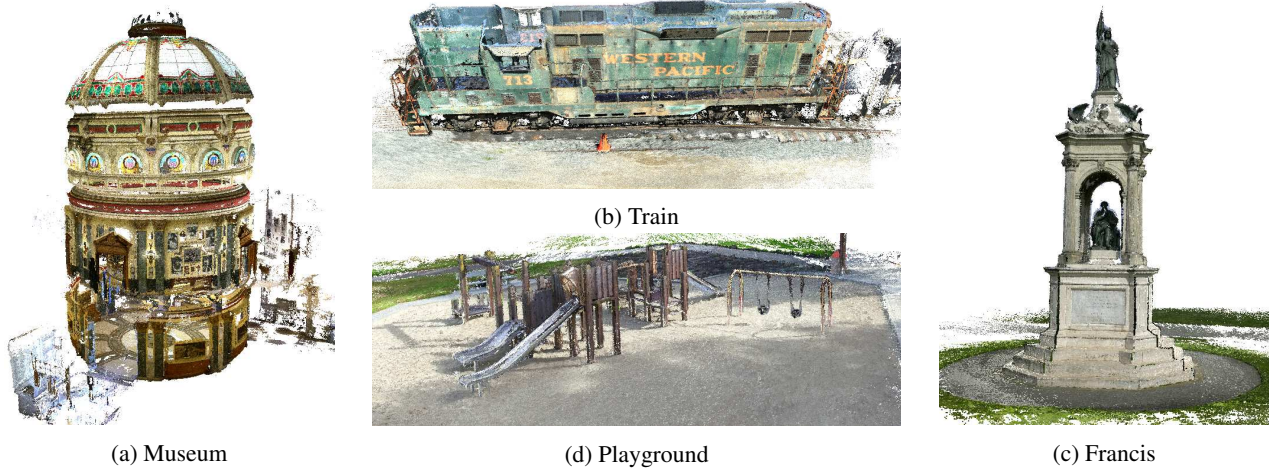 WESTERN
PACIFIC
713
(b) Train
(a) Museum
(d) Playground
(c) Francis